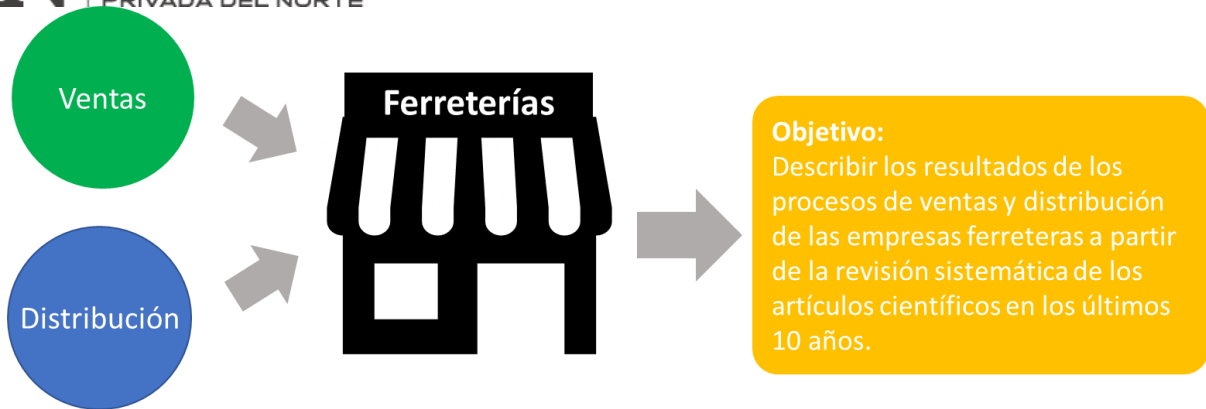 PRIVADA DEL NORTE
Ventas
Distribución
Ferreterías
Objetivo:
Describir los resultados de los
procesos de ventas y distribución
de las empresas ferreteras a partir
de la revisión sistemática de los
artículos científicos en los últimos
10 años.